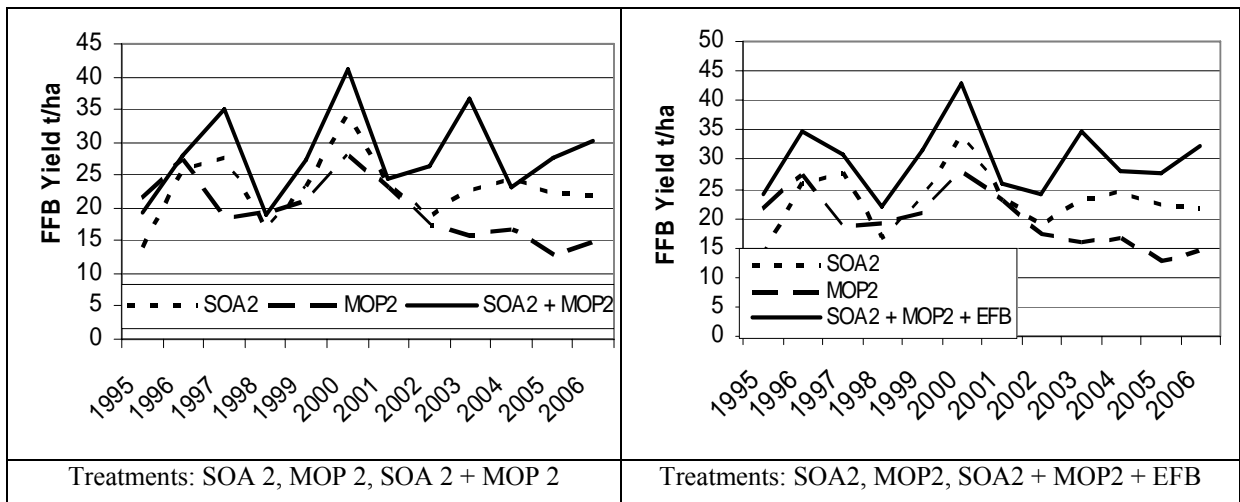 FFB Yield t/ha
45
40
35
30
25
20
15
10
5
0
SOA2 MOP2 SOA2 + MOP2
1995 1996 1997 1998 1999 2000 2001 2002 2003 2004 2005 2006
Treatments: SOA 2, MOP 2, SOA 2 + MOP 2
FFB Yield t/ha
50
45
40
35
30
25
20
15
10
5
0
SOA2
MOP2
SOA2 + MOP2 + EFB
1995 1996 1997 1998 1999 2000 2001 2002 2003 2004 2005 2006
Treatments: SOA2, MOP2, SOA2 + MOP2 + EFB